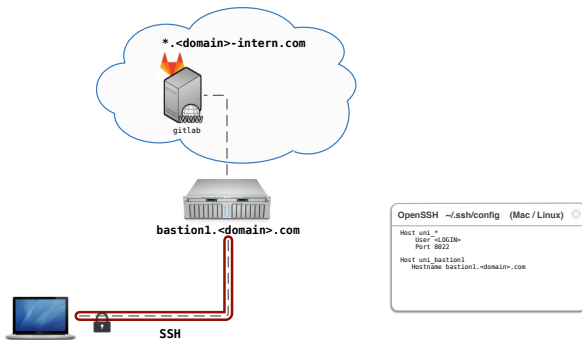 *.<domain>-intern.com
WWW
gitlab
bastion1.<domain>.com
SSH
OpenSSH ~/.ssh/config (Mac / Linux)
Host uni_*
User <LOGIN>
Port 8022
Host uni_bastion1
Hostname bastion1.<domain>.com